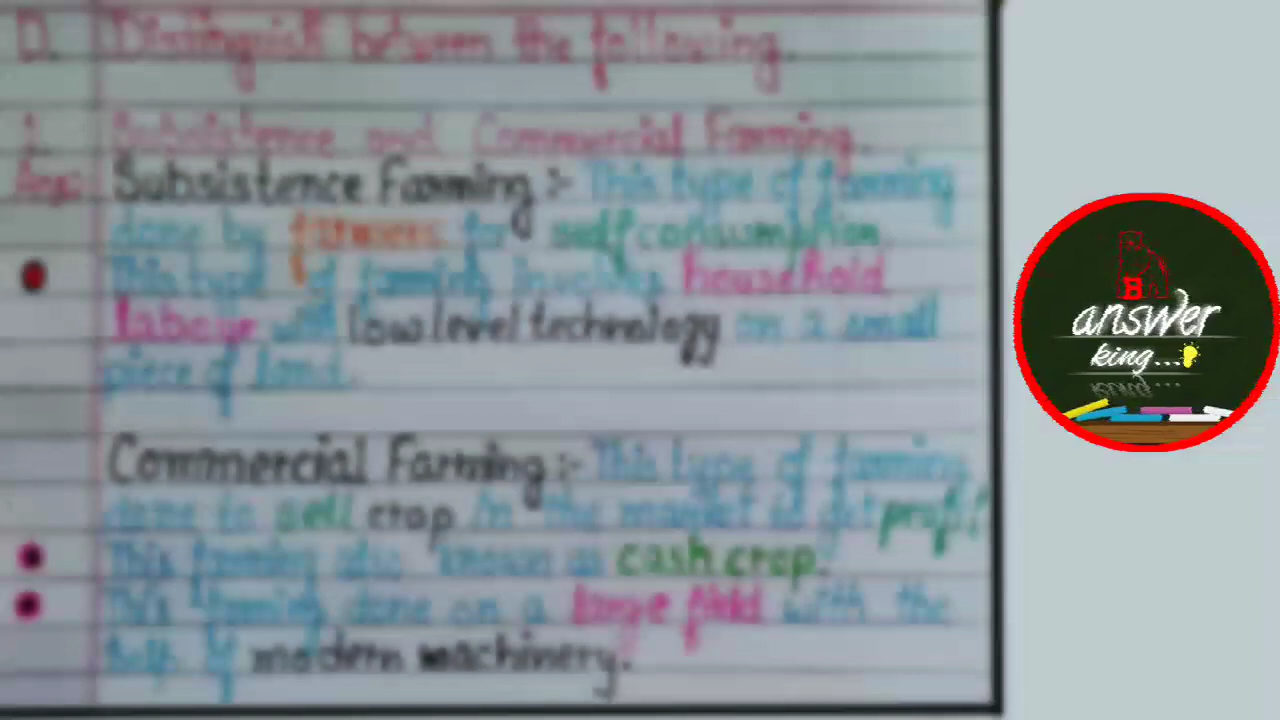 D. Distinguish between the following.
1. Subsistence and Commercial Farming.
Ans: Subsistence Farming :- This type of farming
done by farmers for self consumption.
This type of farming involves household
labour with low level technology on a small
piece of land.
Commercial Farming :- This type of farming
done to sell crop in the market to get profit.
This farming also known as cash crop.
This farming done on a large field with the
help of modern machinery.
B
answer
king...